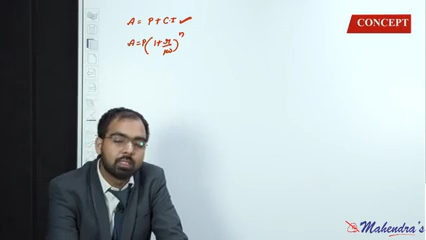 CONCEPT
A = P + C.I ✓
A = P(1 + r/100)^n
Mahendra's